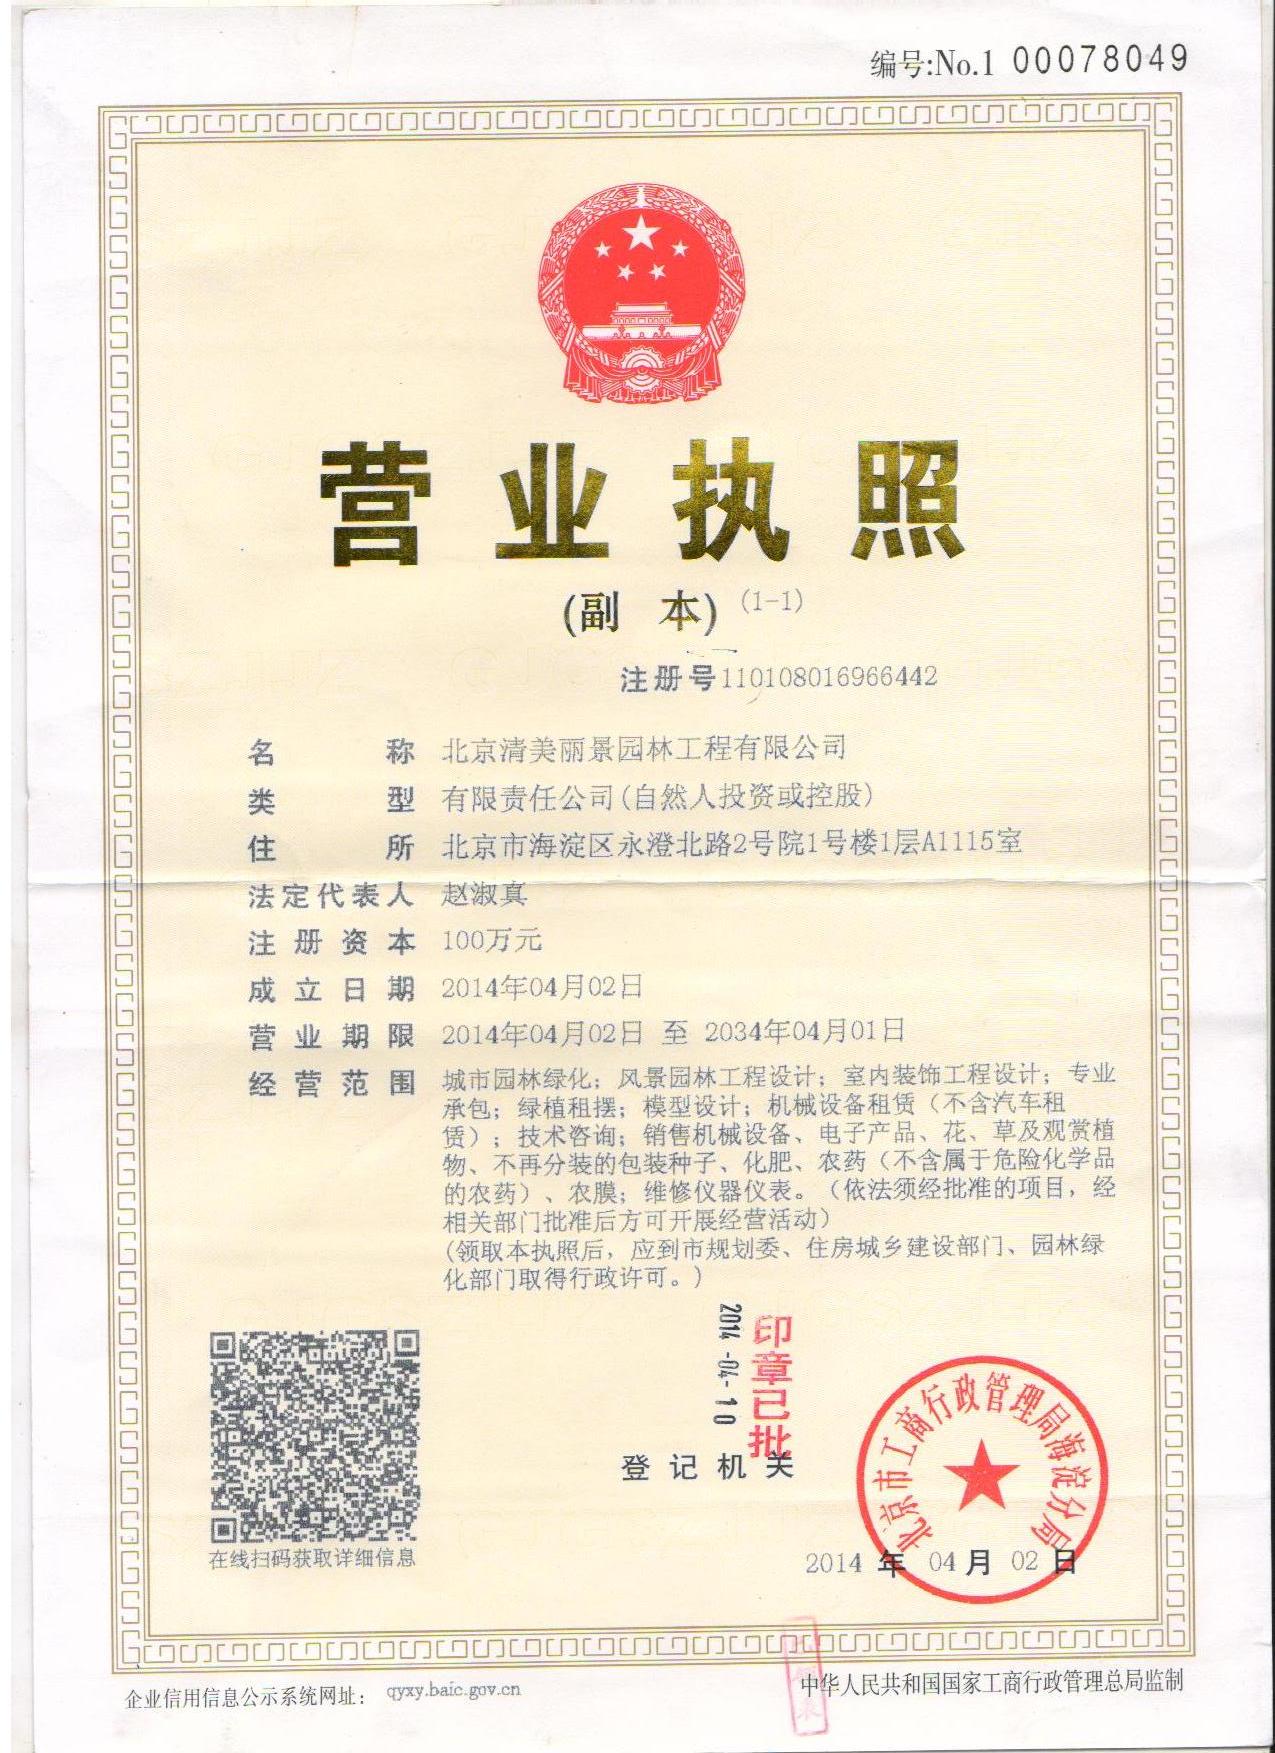 编号:No.1 00078049
营业执照
(副 本) (1-1)
注册号110108016966442
名 称 北京清美丽景园林工程有限公司
类 型 有限责任公司(自然人投资或控股)
住 所 北京市海淀区永澄北路2号院1号楼1层A1115室
法定代表人 赵淑真
注册资本 100万元
成立日期 2014年04月02日
营业期限 2014年04月02日 至 2034年04月01日
经营范围 城市园林绿化；风景园林工程设计；室内装饰工程设计；专业
承包；绿植租摆；模型设计；机械设备租赁（不含汽车租
赁）；技术咨询；销售机械设备、电子产品、花、草及观赏植
物、不再分装的包装种子、化肥、农药（不含属于危险化学品
的农药）、农膜；维修仪器仪表。（依法须经批准的项目，经
相关部门批准后方可开展经营活动）
(领取本执照后，应到市规划委、住房城乡建设部门、园林绿
化部门取得行政许可。)
2014-04-10
印章已批
登记机关
北京市工商行政管理局海淀分局
2014 年 04 月 02 日
在线扫码获取详细信息
企业信用信息公示系统网址： qyxy.baic.gov.cn
中华人民共和国国家工商行政管理总局监制